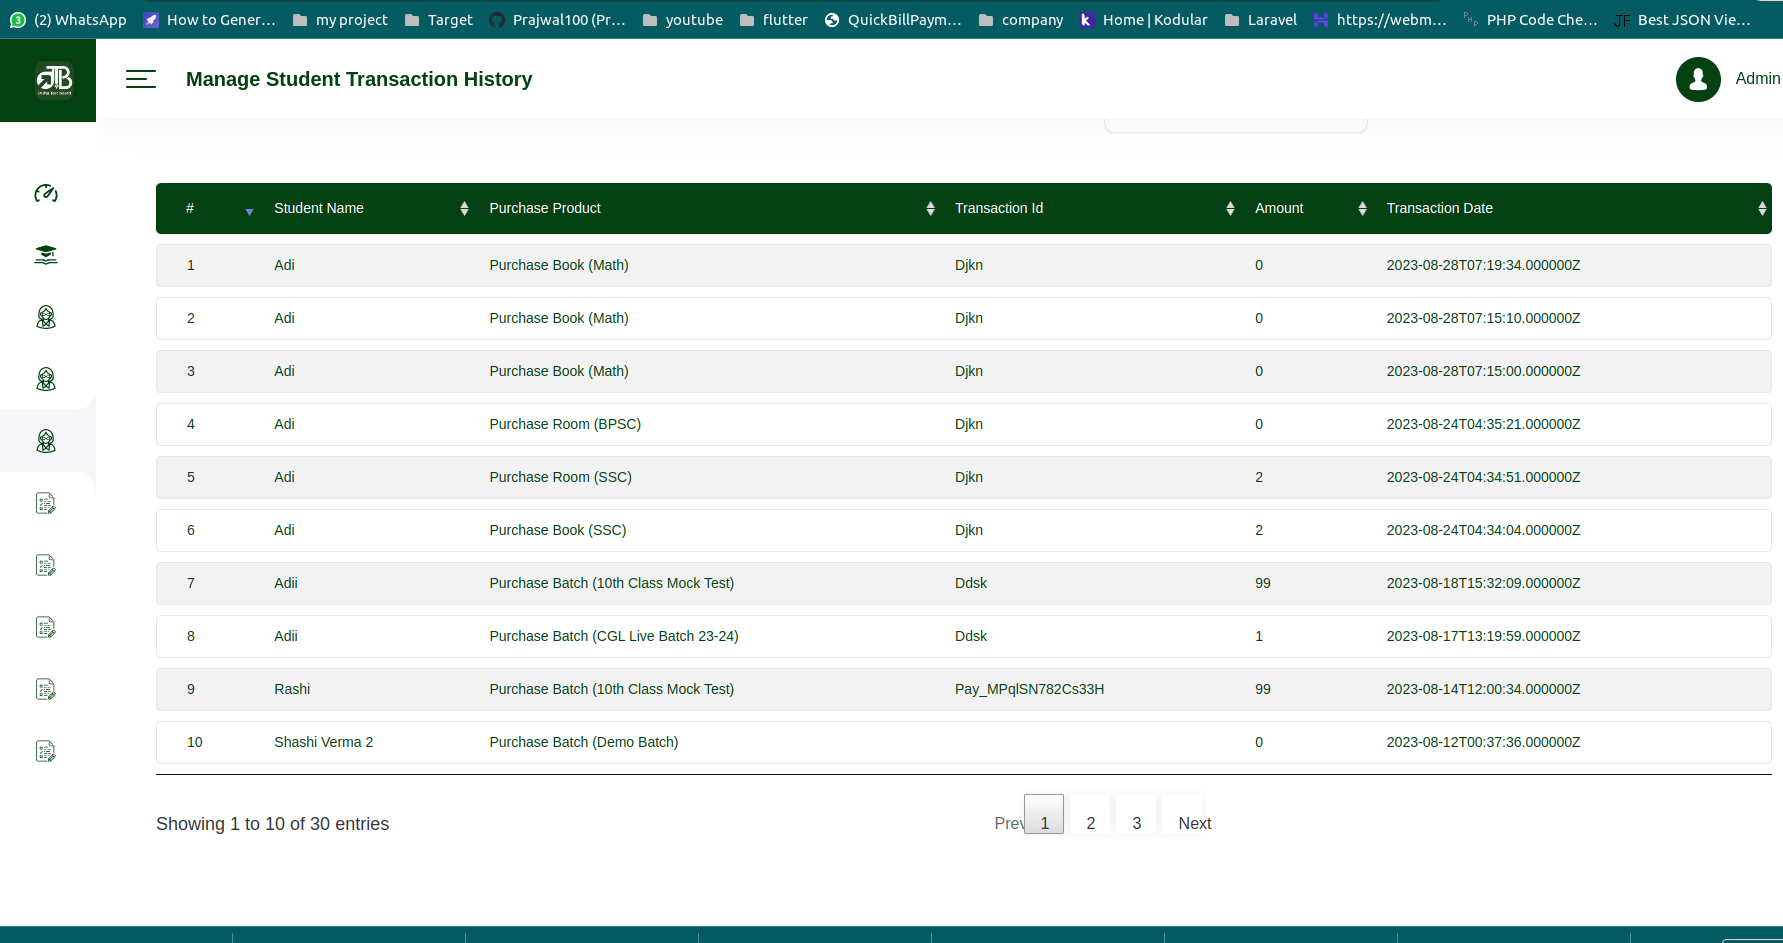 3 (2) WhatsApp How to Gener... my project Target Prajwal100 (Pr... youtube flutter QuickBillPaym... company k Home | Kodular Laravel https://webm... PHP PHP Code Che... JF Best JSON Vie...
Manage Student Transaction History Admin
# Student Name Purchase Product Transaction Id Amount Transaction Date
1 Adi Purchase Book (Math) Djkn 0 2023-08-28T07:19:34.000000Z
2 Adi Purchase Book (Math) Djkn 0 2023-08-28T07:15:10.000000Z
3 Adi Purchase Book (Math) Djkn 0 2023-08-28T07:15:00.000000Z
4 Adi Purchase Room (BPSC) Djkn 0 2023-08-24T04:35:21.000000Z
5 Adi Purchase Room (SSC) Djkn 2 2023-08-24T04:34:51.000000Z
6 Adi Purchase Book (SSC) Djkn 2 2023-08-24T04:34:04.000000Z
7 Adii Purchase Batch (10th Class Mock Test) Ddsk 99 2023-08-18T15:32:09.000000Z
8 Adii Purchase Batch (CGL Live Batch 23-24) Ddsk 1 2023-08-17T13:19:59.000000Z
9 Rashi Purchase Batch (10th Class Mock Test) Pay_MPqlSN782Cs33H 99 2023-08-14T12:00:34.000000Z
10 Shashi Verma 2 Purchase Batch (Demo Batch) 0 2023-08-12T00:37:36.000000Z
Showing 1 to 10 of 30 entries Prev 1 2 3 Next